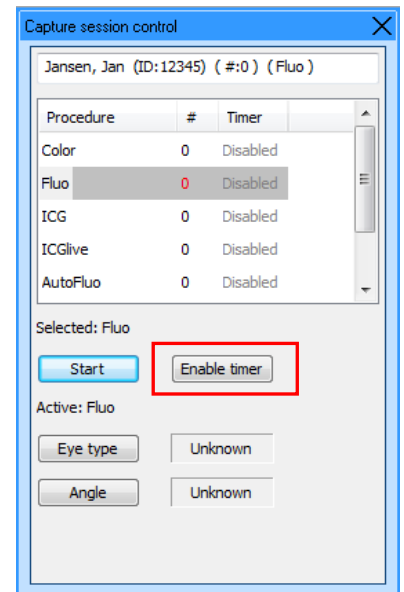 Capture session control
Jansen, Jan (ID:12345) ( #:0 ) ( Fluo )
Procedure # Timer
Color 0 Disabled
Fluo 0 Disabled
ICG 0 Disabled
ICGlive 0 Disabled
AutoFluo 0 Disabled
Selected: Fluo
Start Enable timer
Active: Fluo
Eye type Unknown
Angle Unknown